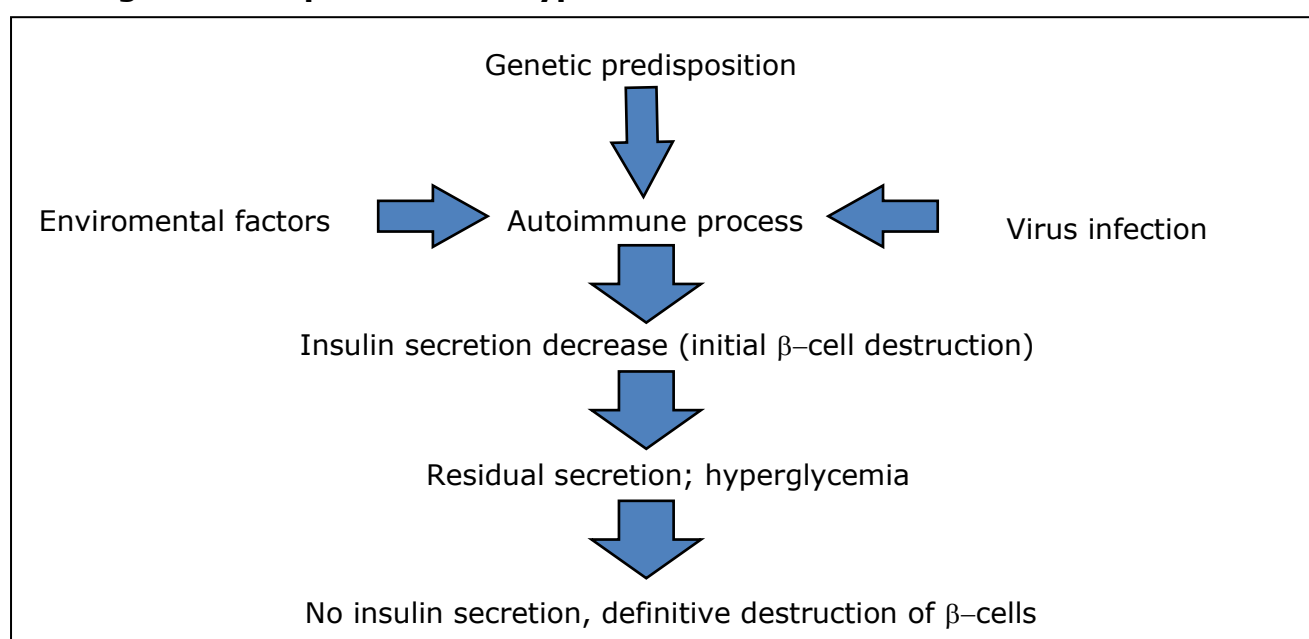 Genetic predisposition
Enviromental factors
Autoimmune process
Virus infection
Insulin secretion decrease (initial β–cell destruction)
Residual secretion; hyperglycemia
No insulin secretion, definitive destruction of β–cells